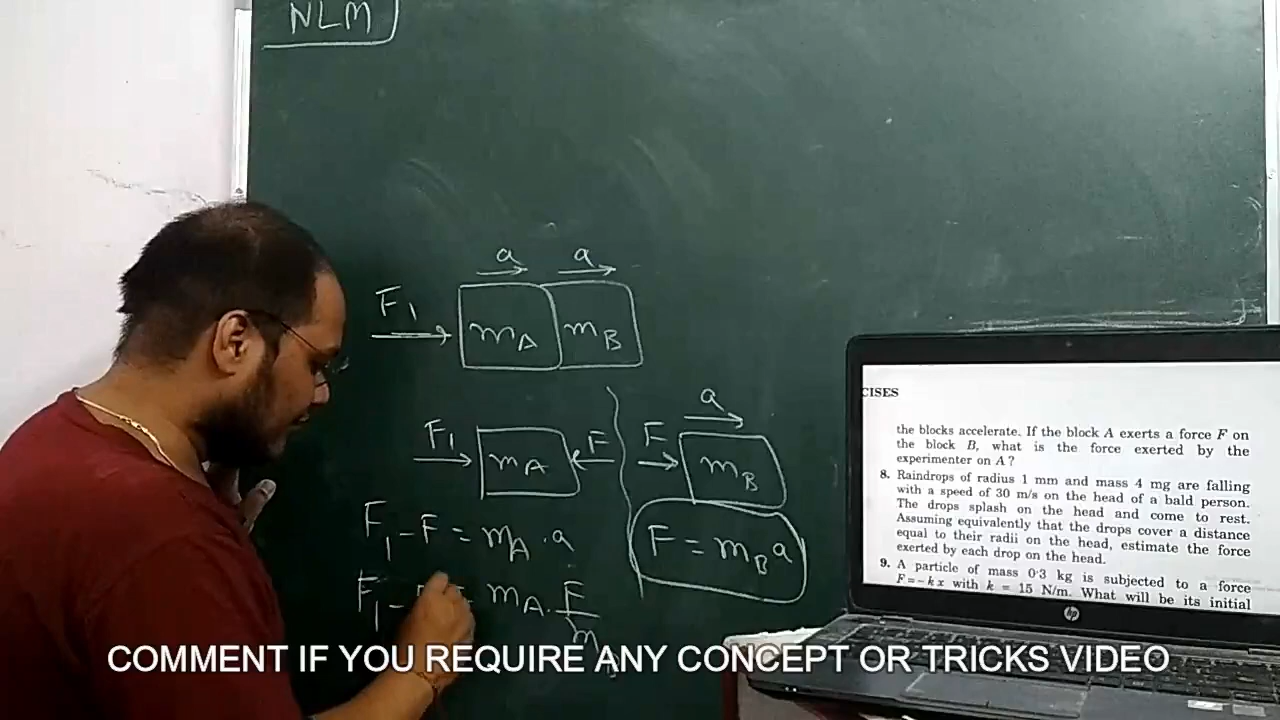 NLM
a a
F₁ mA mB
a
F₁ mA F F mB
F₁ - F = mA . a
F = mB a
F₁ - = mA . F
m
CISES
the blocks accelerate. If the block A exerts a force F on
the block B, what is the force exerted by the
experimenter on A ?
8. Raindrops of radius 1 mm and mass 4 mg are falling
with a speed of 30 m/s on the head of a bald person.
The drops splash on the head and come to rest.
Assuming equivalently that the drops cover a distance
equal to their radii on the head, estimate the force
exerted by each drop on the head.
9. A particle of mass 0·3 kg is subjected to a force
F = – k x with k = 15 N/m. What will be its initial
hp
COMMENT IF YOU REQUIRE ANY CONCEPT OR TRICKS VIDEO